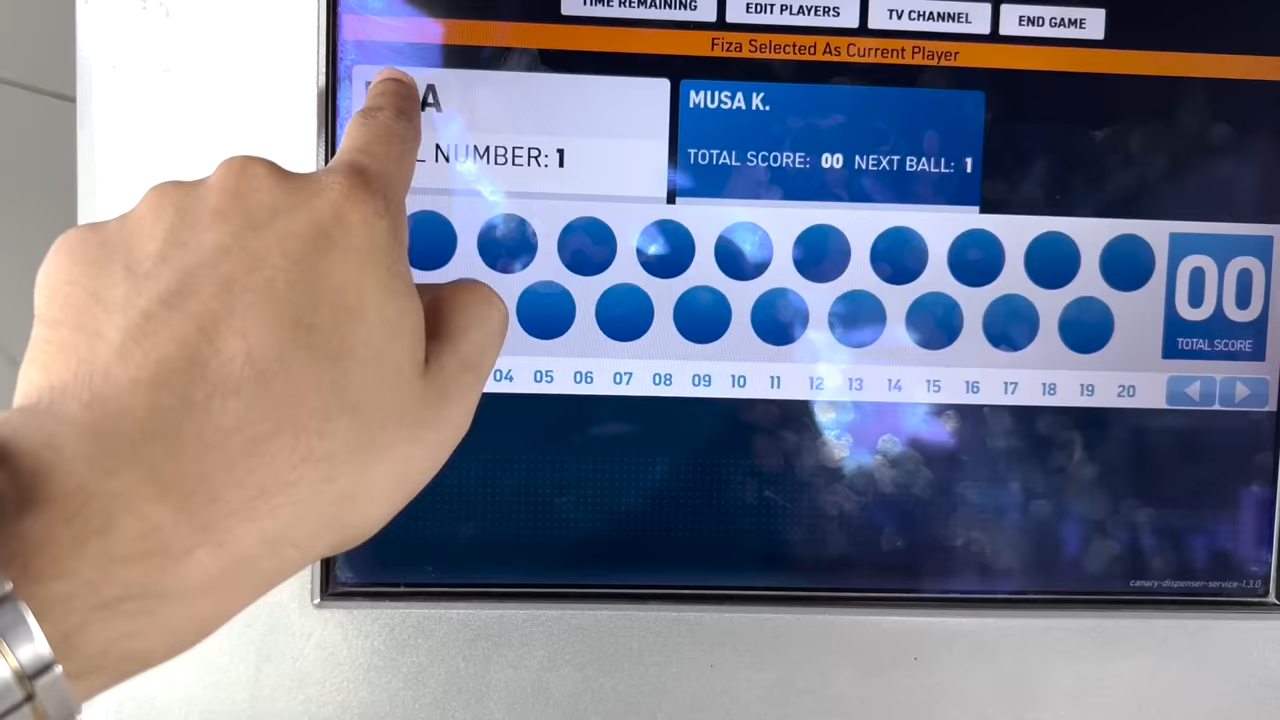 TIME REMAINING
EDIT PLAYERS
TV CHANNEL
END GAME
Fiza Selected As Current Player
A
L NUMBER: 1
MUSA K.
TOTAL SCORE: 00 NEXT BALL: 1
00
TOTAL SCORE
04 05 06 07 08 09 10 11 12 13 14 15 16 17 18 19 20
canary-dispenser-service-1.3.0